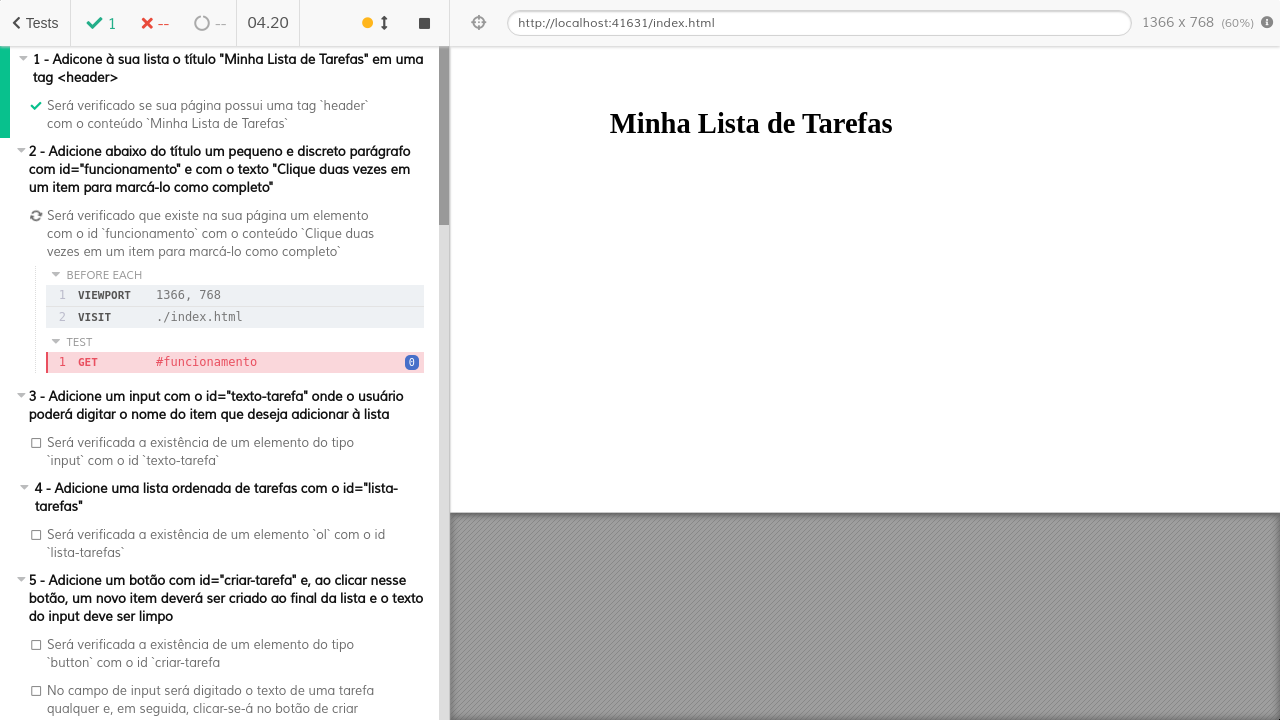 Tests
1
--
--
04.20
http://localhost:41631/index.html
1366 x 768 (60%)
1 - Adicone à sua lista o título "Minha Lista de Tarefas" em uma
tag <header>
Será verificado se sua página possui uma tag `header`
com o conteúdo `Minha Lista de Tarefas`
2 - Adicione abaixo do título um pequeno e discreto parágrafo
com id="funcionamento" e com o texto "Clique duas vezes em
um item para marcá-lo como completo"
Será verificado que existe na sua página um elemento
com o id `funcionamento` com o conteúdo `Clique duas
vezes em um item para marcá-lo como completo`
BEFORE EACH
1 VIEWPORT 1366, 768
2 VISIT ./index.html
TEST
1 GET #funcionamento 0
3 - Adicione um input com o id="texto-tarefa" onde o usuário
poderá digitar o nome do item que deseja adicionar à lista
Será verificada a existência de um elemento do tipo
`input` com o id `texto-tarefa`
4 - Adicione uma lista ordenada de tarefas com o id="lista-
tarefas"
Será verificada a existência de um elemento `ol` com o id
`lista-tarefas`
5 - Adicione um botão com id="criar-tarefa" e, ao clicar nesse
botão, um novo item deverá ser criado ao final da lista e o texto
do input deve ser limpo
Será verificada a existência de um elemento do tipo
`button` com o id `criar-tarefa
No campo de input será digitado o texto de uma tarefa
qualquer e, em seguida, clicar-se-á no botão de criar
Minha Lista de Tarefas